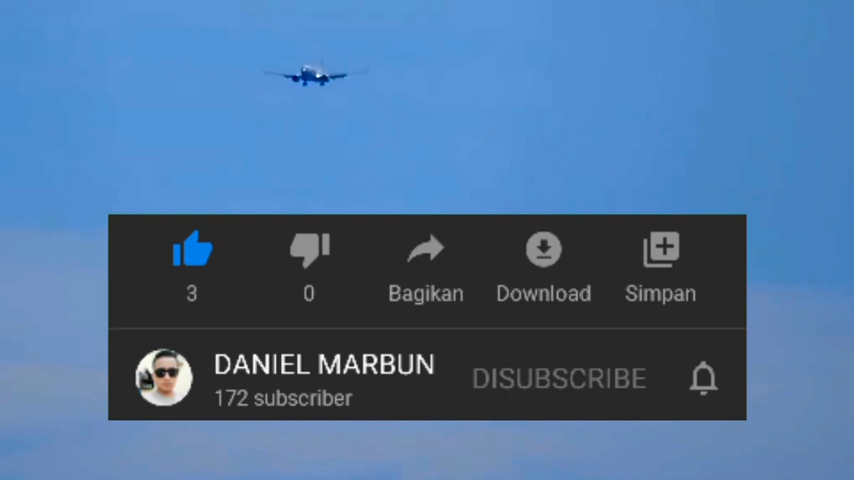 3
0
Bagikan
Download
Simpan
DANIEL MARBUN
DISUBSCRIBE
172 subscriber